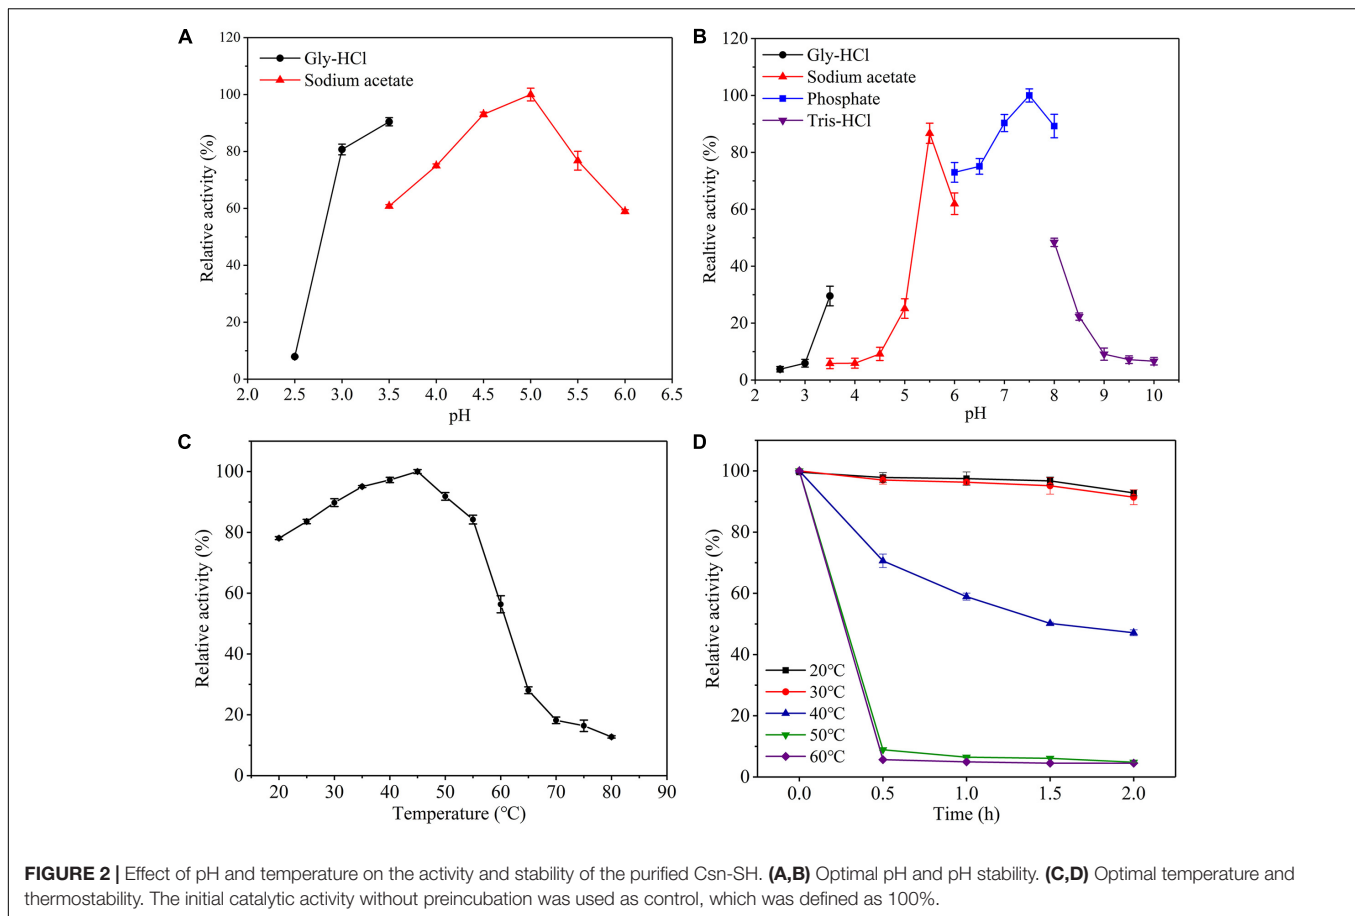 A
120
100
80
60
40
20
0
Relative activity (%)
Gly-HCl
Sodium acetate
2.0 2.5 3.0 3.5 4.0 4.5 5.0 5.5 6.0 6.5
pH
B
120
100
80
60
40
20
0
Realtive activity (%)
Gly-HCl
Sodium acetate
Phosphate
Tris-HCl
2 3 4 5 6 7 8 9 10
pH
C
100
80
60
40
20
0
Relative activity (%)
20 30 40 50 60 70 80 90
Temperature (℃)
D
100
80
60
40
20
0
Relative activity (%)
20℃
30℃
40℃
50℃
60℃
0.0 0.5 1.0 1.5 2.0
Time (h)
FIGURE 2 | Effect of pH and temperature on the activity and stability of the purified Csn-SH. (A,B) Optimal pH and pH stability. (C,D) Optimal temperature and
thermostability. The initial catalytic activity without preincubation was used as control, which was defined as 100%.